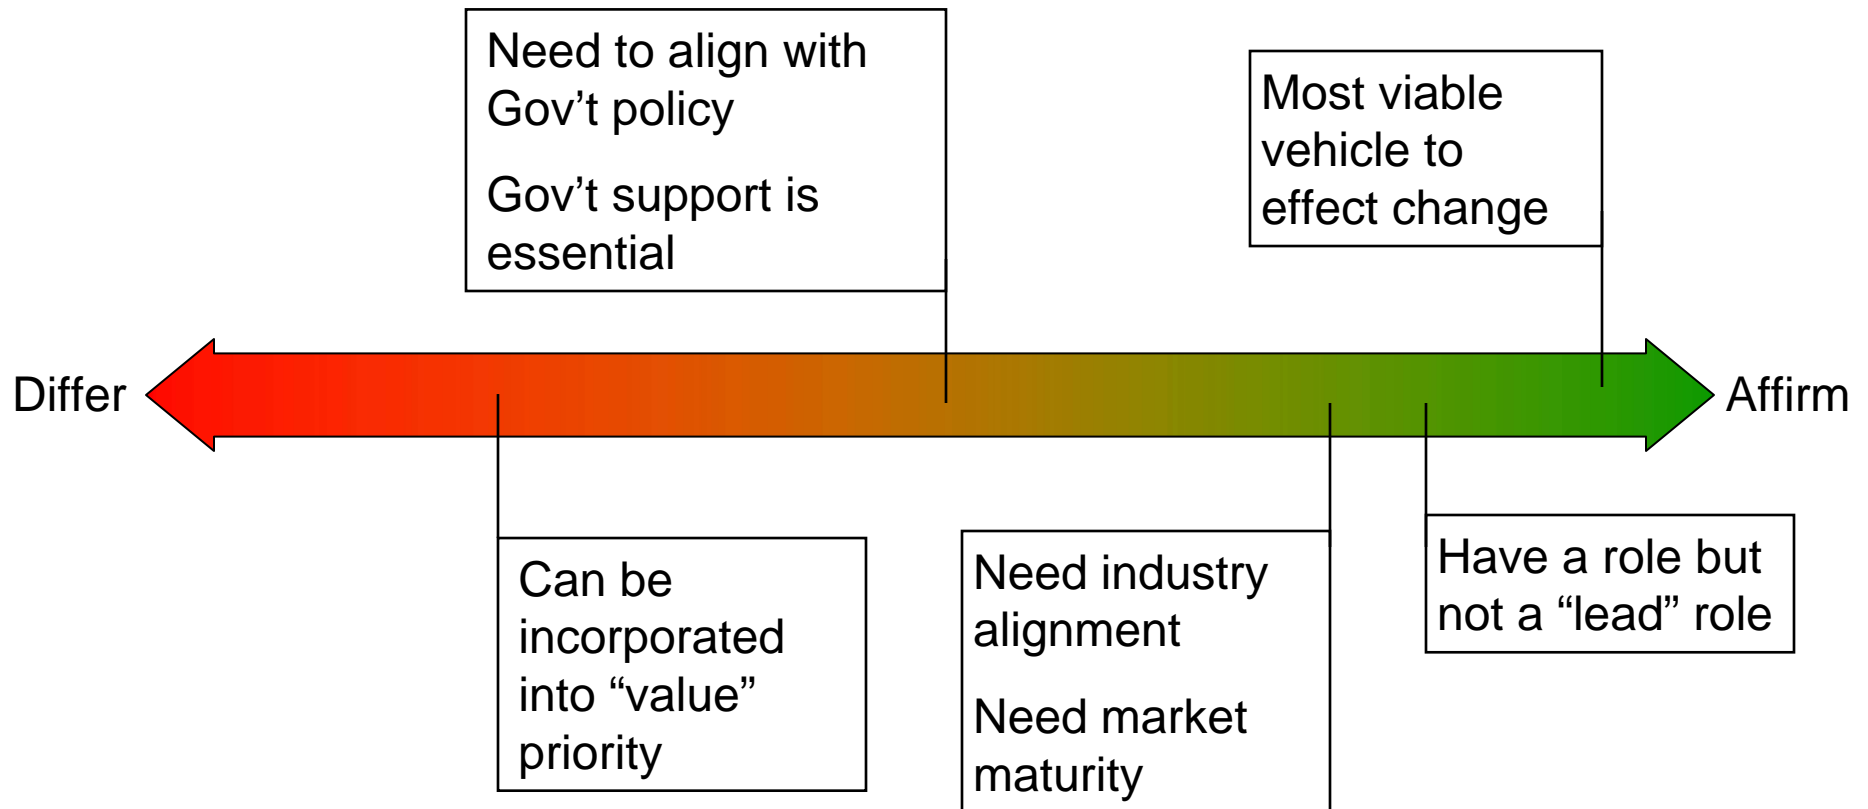 Need to align with
Gov’t policy
Gov’t support is
essential
Most viable
vehicle to
effect change
Differ
Affirm
Can be
incorporated
into “value”
priority
Need industry
alignment
Need market
maturity
Have a role but
not a “lead” role